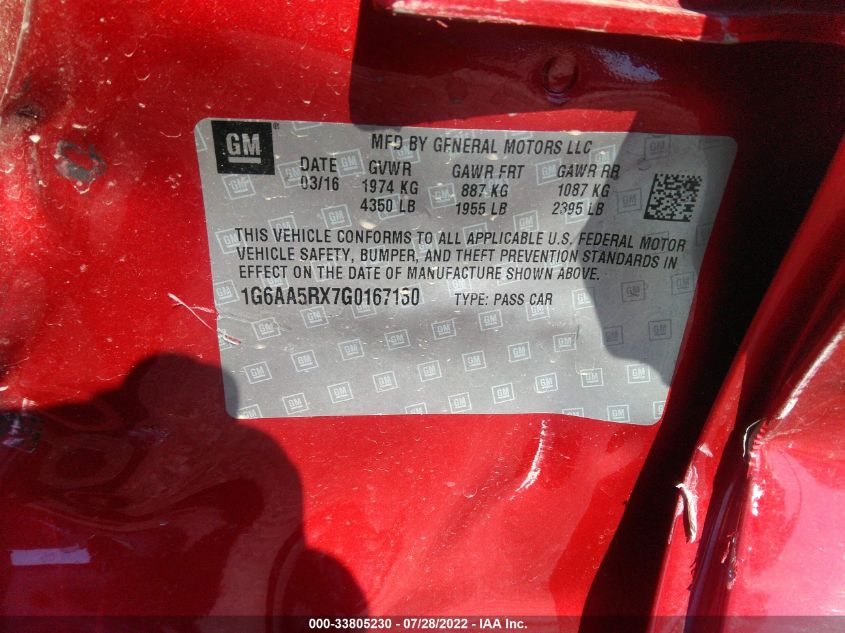 GM
MFD BY GENERAL MOTORS LLC
DATE GVWR GAWR FRT GAWR RR
03/16 1974 KG 887 KG 1087 KG
4350 LB 1955 LB 2395 LB
THIS VEHICLE CONFORMS TO ALL APPLICABLE U.S. FEDERAL MOTOR
VEHICLE SAFETY, BUMPER, AND THEFT PREVENTION STANDARDS IN
EFFECT ON THE DATE OF MANUFACTURE SHOWN ABOVE.
1G6AA5RX7G0167150 TYPE: PASS CAR
000-33805230 - 07/28/2022 - IAA Inc.